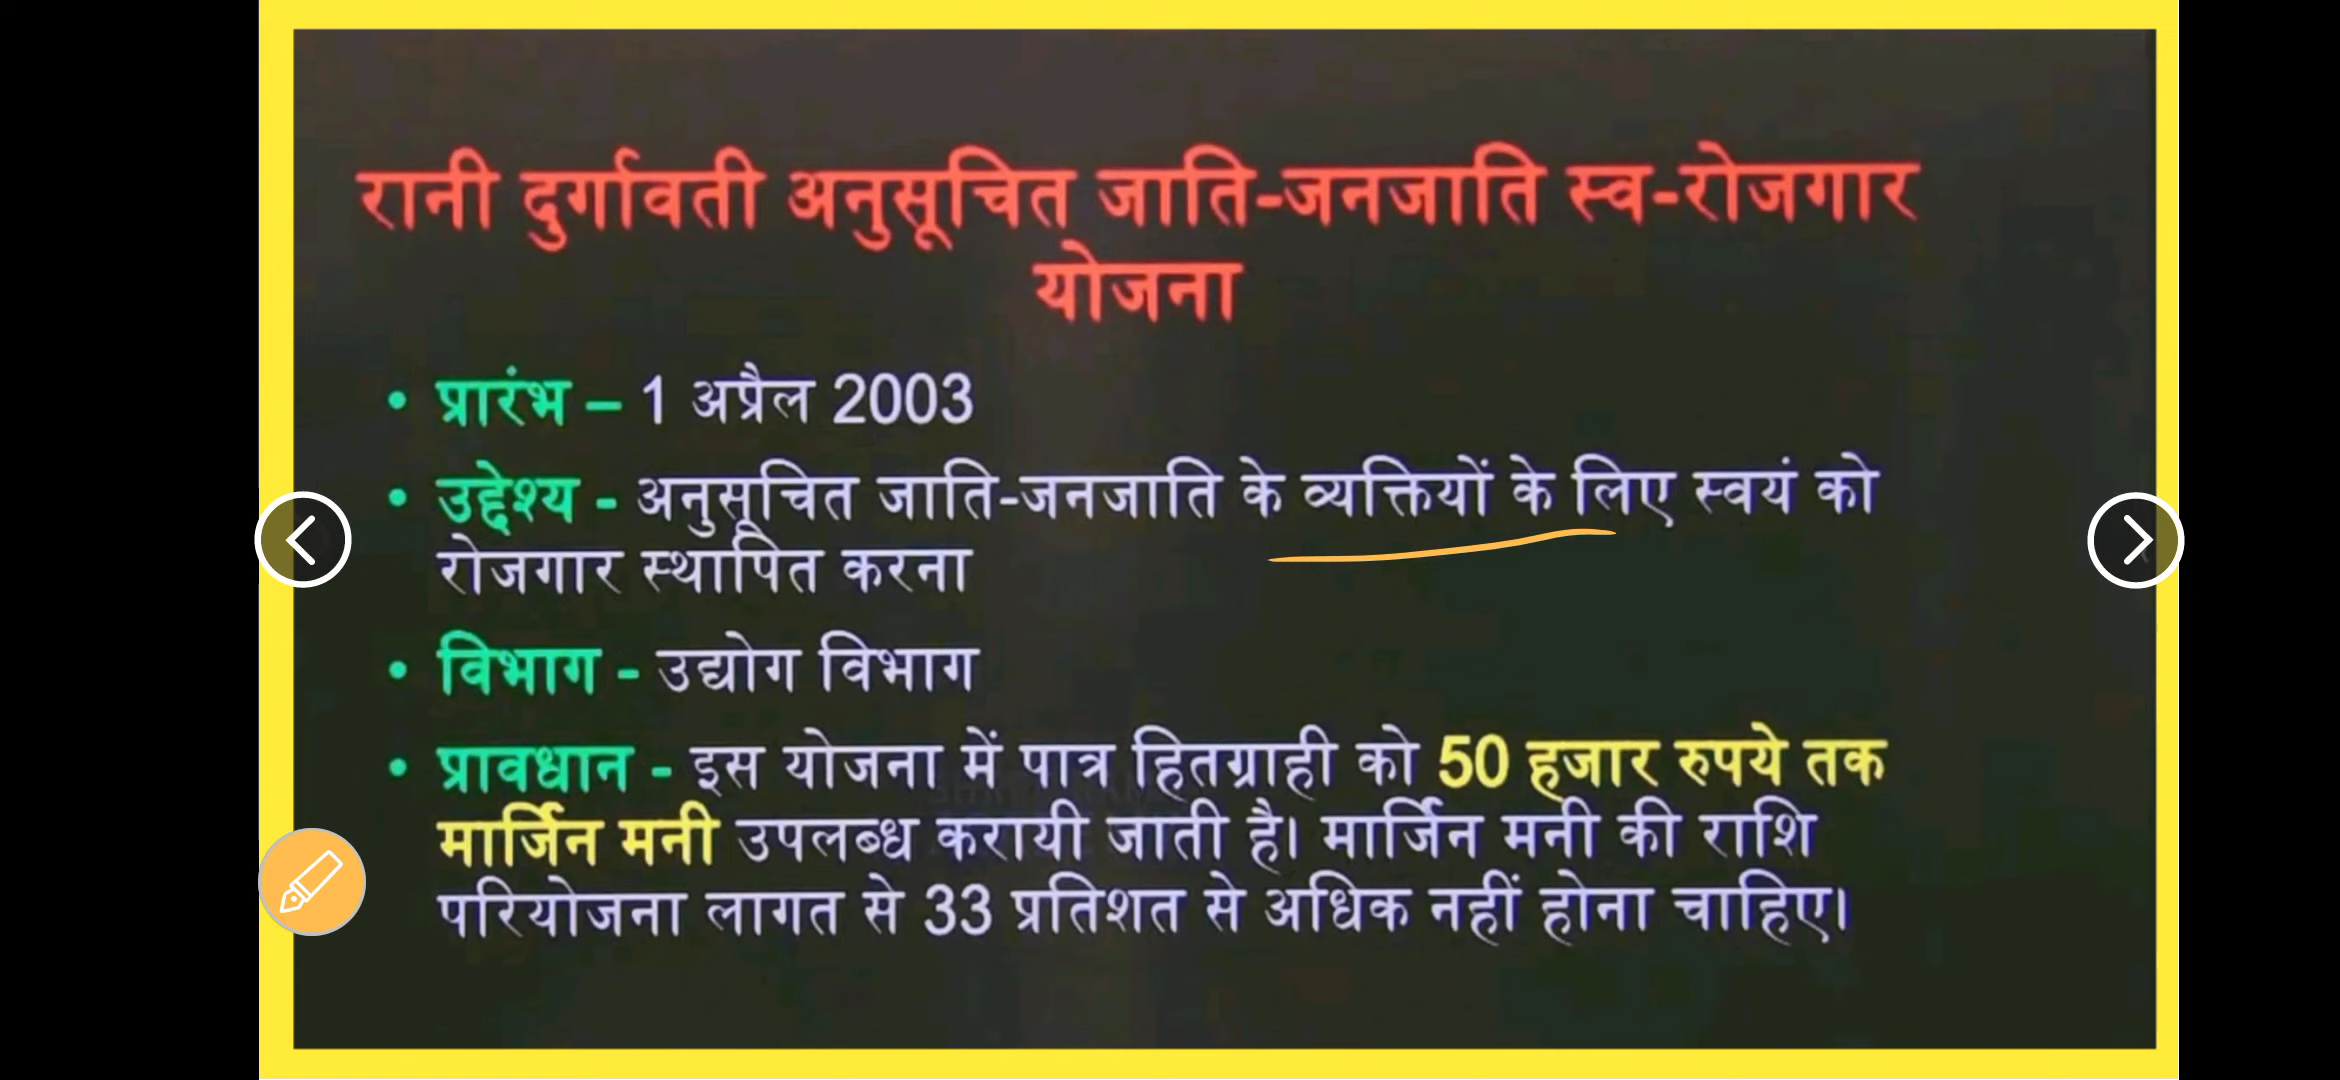 रानी दुर्गावती अनुसूचित जाति-जनजाति स्व-रोजगार
योजना
• प्रारंभ – 1 अप्रैल 2003
• उद्देश्य - अनुसूचित जाति-जनजाति के व्यक्तियों के लिए स्वयं को
रोजगार स्थापित करना
• विभाग - उद्योग विभाग
• प्रावधान - इस योजना में पात्र हितग्राही को 50 हजार रुपये तक
मार्जिन मनी उपलब्ध करायी जाती है। मार्जिन मनी की राशि
परियोजना लागत से 33 प्रतिशत से अधिक नहीं होना चाहिए।